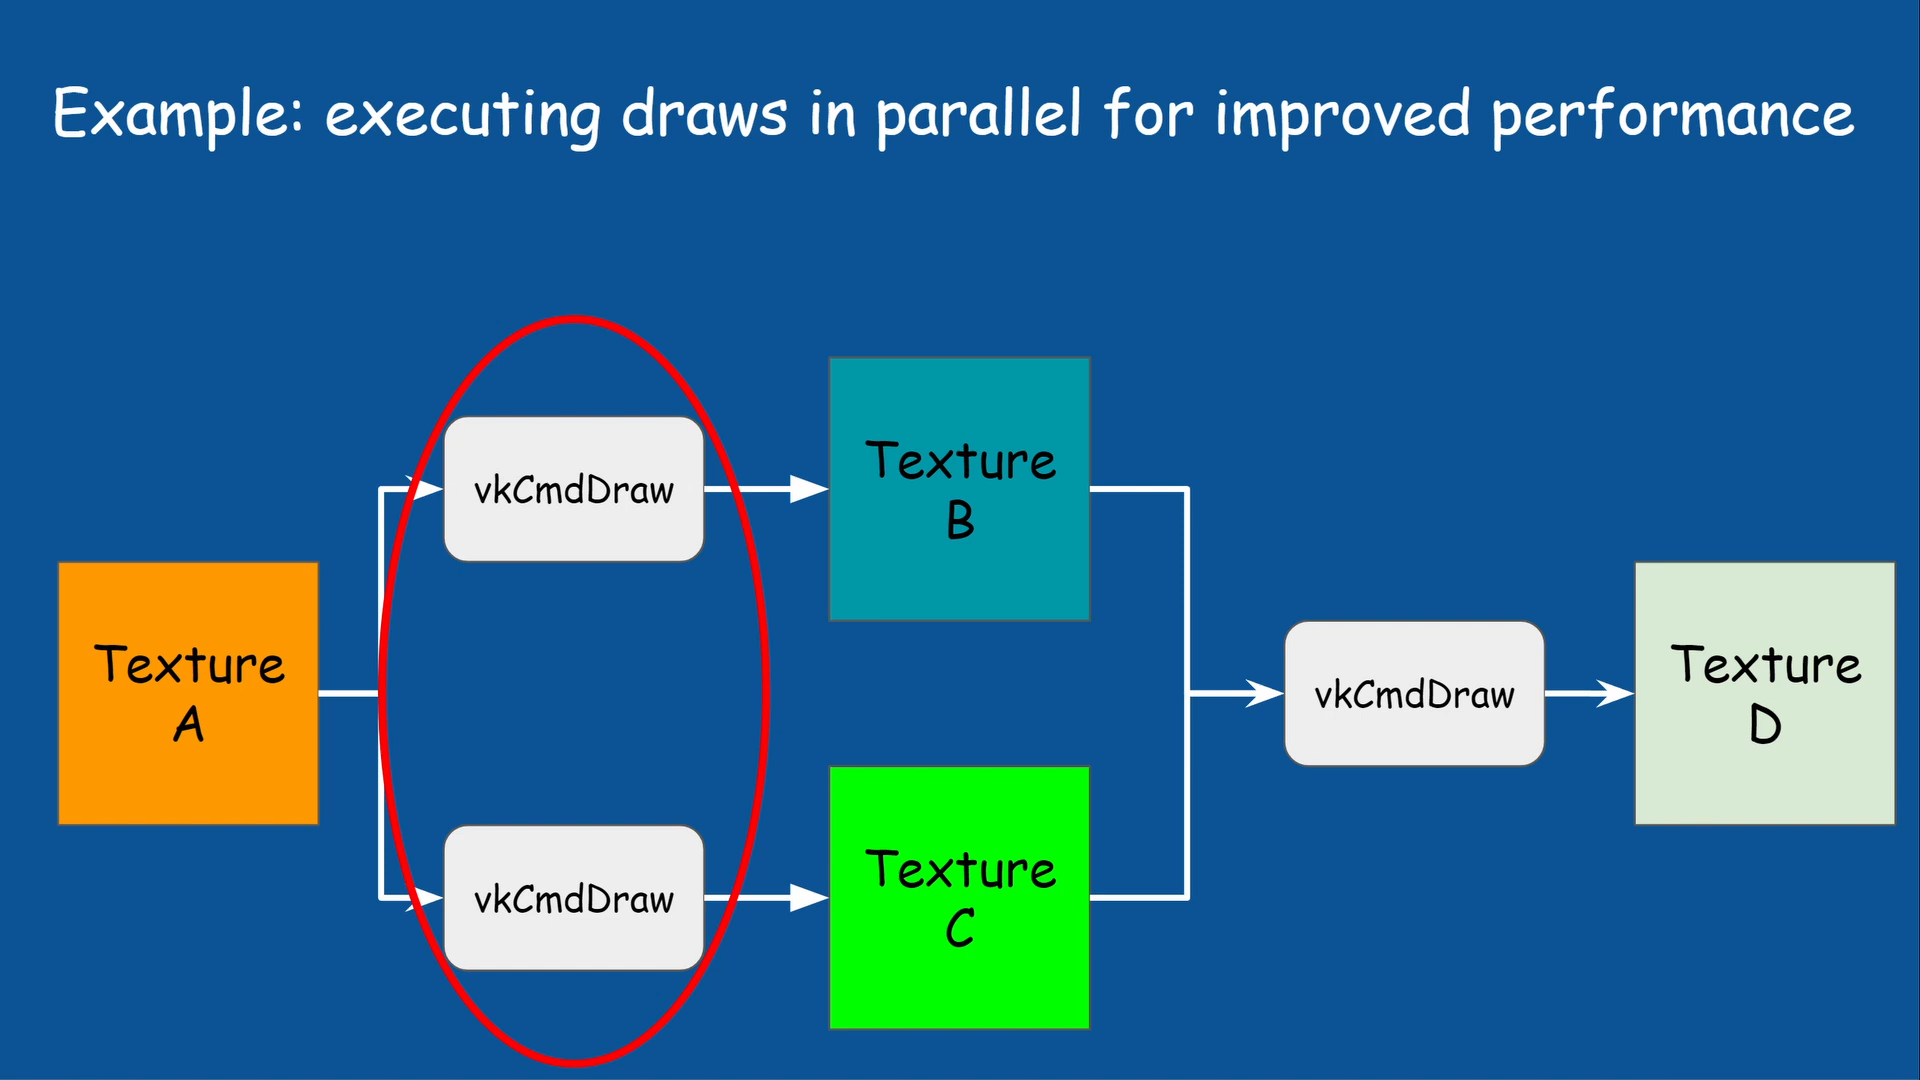 Example: executing draws in parallel for improved performance
Texture
A
vkCmdDraw
vkCmdDraw
Texture
B
Texture
C
vkCmdDraw
Texture
D